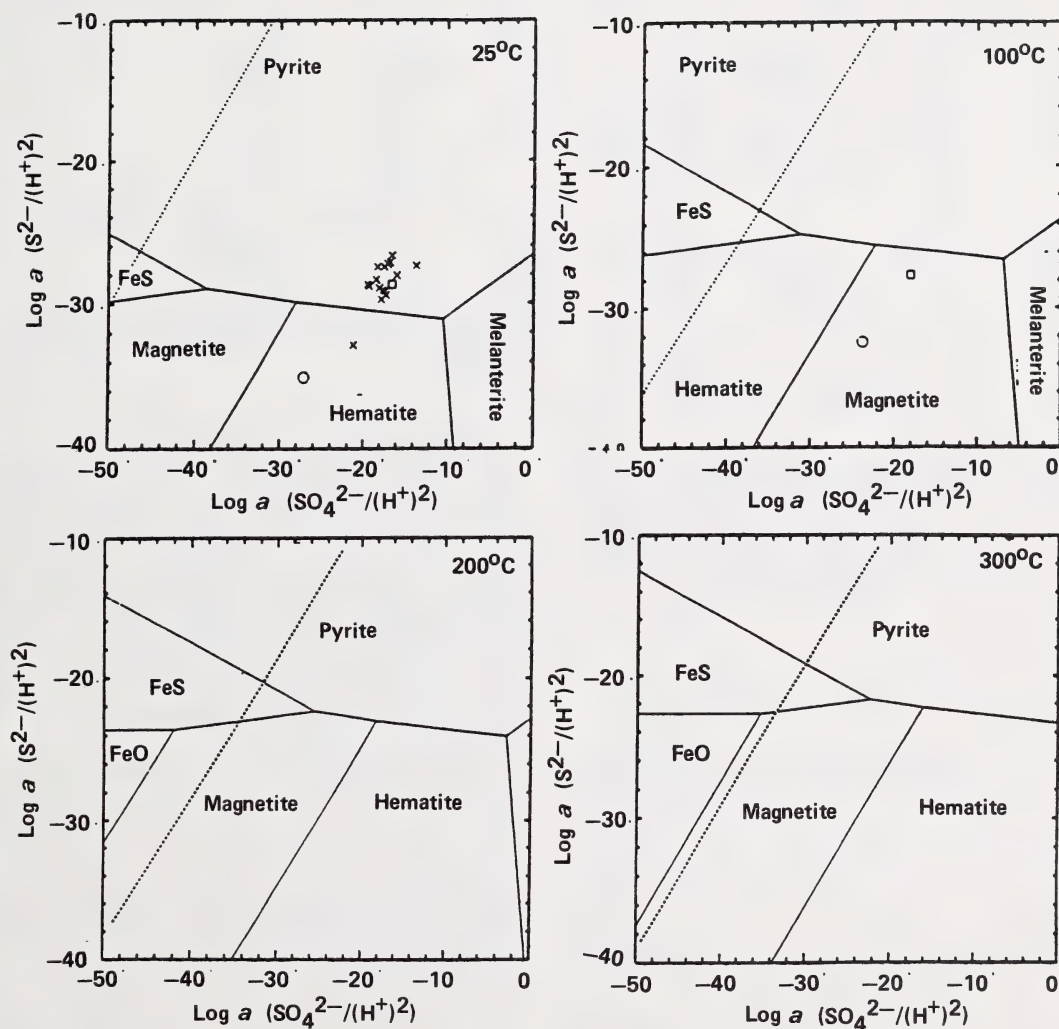 25°C
−10
−20
−30
−40
Log a (S2−/(H+)2)
Pyrite
FeS
Magnetite
Hematite
Melanterite
−50 −40 −30 −20 −10 0
Log a (SO42−/(H+)2)
100°C
−10
−20
−30
−40
Log a (S2−/(H+)2)
Pyrite
FeS
Hematite
Magnetite
Melanterite
−50 −40 −30 −20 −10 0
Log a (SO42−/(H+)2)
200°C
−10
−20
−30
−40
Log a (S2−/(H+)2)
Pyrite
FeS
FeO
Magnetite
Hematite
−50 −40 −30 −20 −10 0
Log a (SO42−/(H+)2)
300°C
−10
−20
−30
−40
Log a (S2−/(H+)2)
Pyrite
FeS
FeO
Magnetite
Hematite
−50 −40 −30 −20 −10 0
Log a (SO42−/(H+)2)